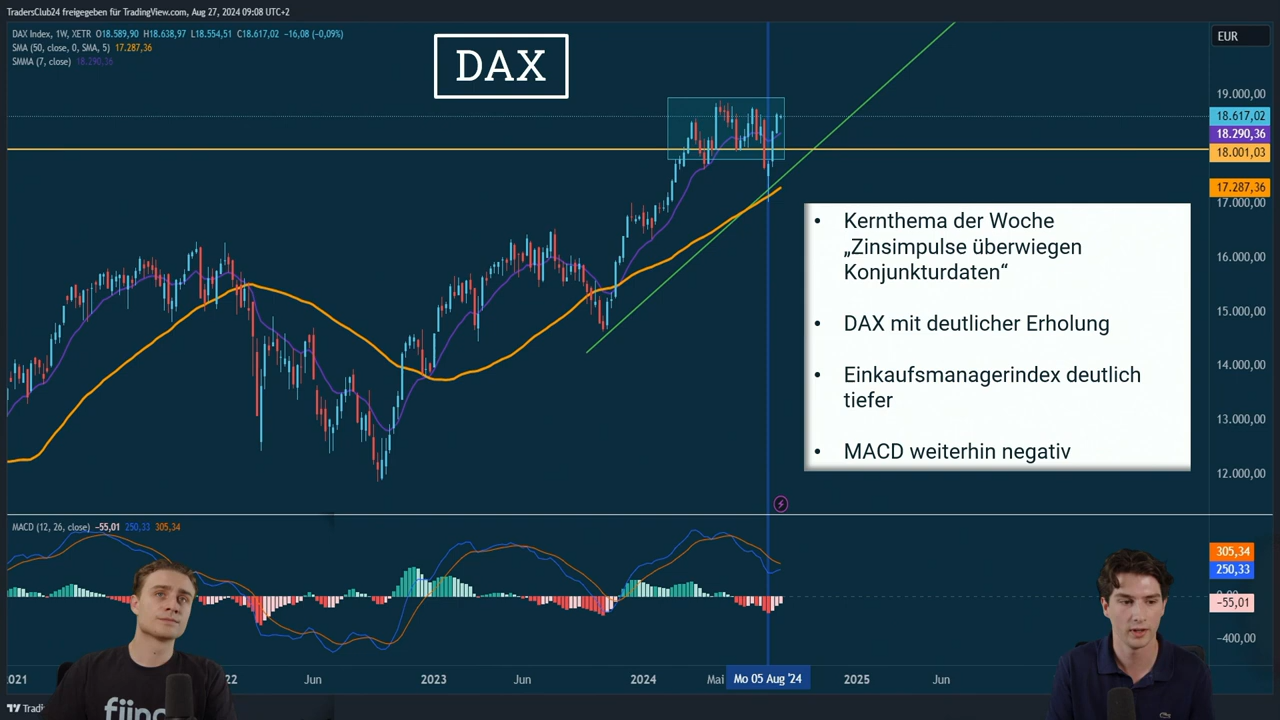 TradersClub24 freigegeben für TradingView.com, Aug 27, 2024 09:08 UTC+2
DAX Index, 1W, XETR O18.589,90 H18.638,97 L18.554,51 C18.617,02 −16,08 (−0,09%)
SMA (50, close, 0, SMA, 5) 17.287,36
SMMA (7, close) 18.290,36
DAX
EUR
19.000,00
18.617,02
18.290,36
18.001,03
17.287,36
17.000,00
16.000,00
15.000,00
14.000,00
13.000,00
12.000,00
• Kernthema der Woche
„Zinsimpulse überwiegen
Konjunkturdaten“
• DAX mit deutlicher Erholung
• Einkaufsmanagerindex deutlich
tiefer
• MACD weiterhin negativ
MACD (12, 26, close) −55,01 250,33 305,34
305,34
250,33
−55,01
−400,00
2021 Jun 2023 Jun 2024 Mai Mo 05 Aug '24 2025 Jun